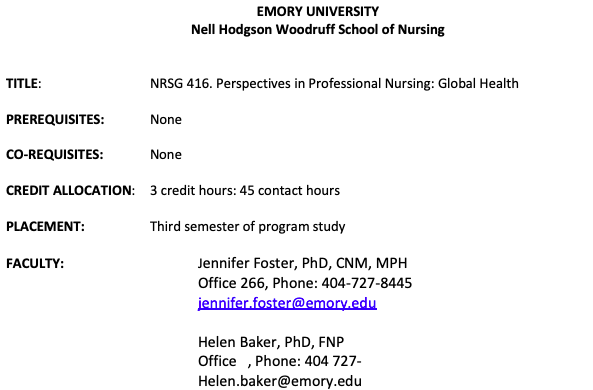 EMORY UNIVERSITY
Nell Hodgson Woodruff School of Nursing
TITLE: NRSG 416. Perspectives in Professional Nursing: Global Health
PREREQUISITES: None
CO-REQUISITES: None
CREDIT ALLOCATION: 3 credit hours: 45 contact hours
PLACEMENT: Third semester of program study
FACULTY: Jennifer Foster, PhD, CNM, MPH
Office 266, Phone: 404-727-8445
jennifer.foster@emory.edu
Helen Baker, PhD, FNP
Office , Phone: 404 727-
Helen.baker@emory.edu